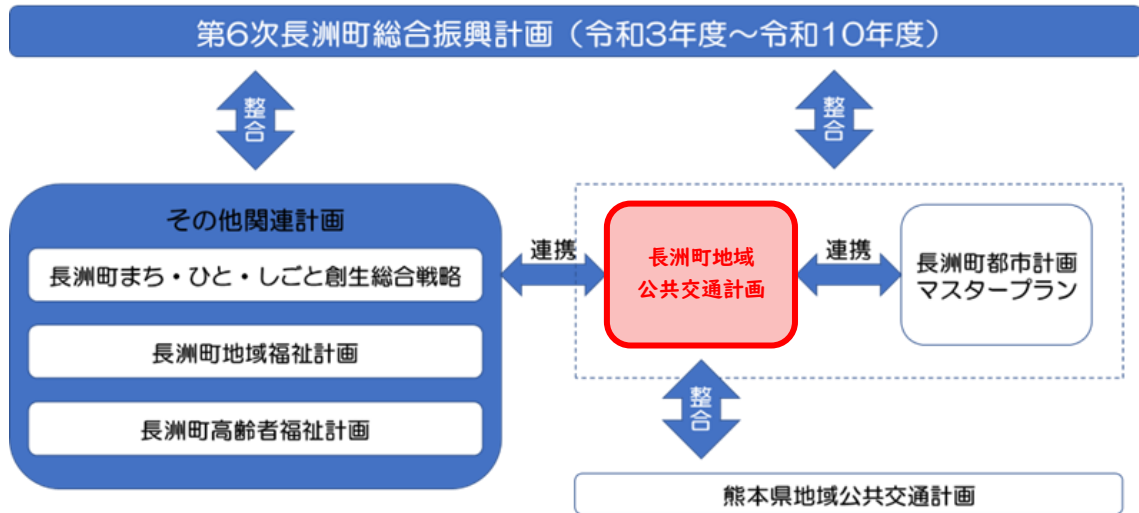 第6次長洲町総合振興計画（令和3年度～令和10年度）
整
合
整
合
その他関連計画
長洲町まち・ひと・しごと創生総合戦略
長洲町地域福祉計画
長洲町高齢者福祉計画
連携
長洲町地域
公共交通計画
連携
長洲町都市計画
マスタープラン
整
合
熊本県地域公共交通計画